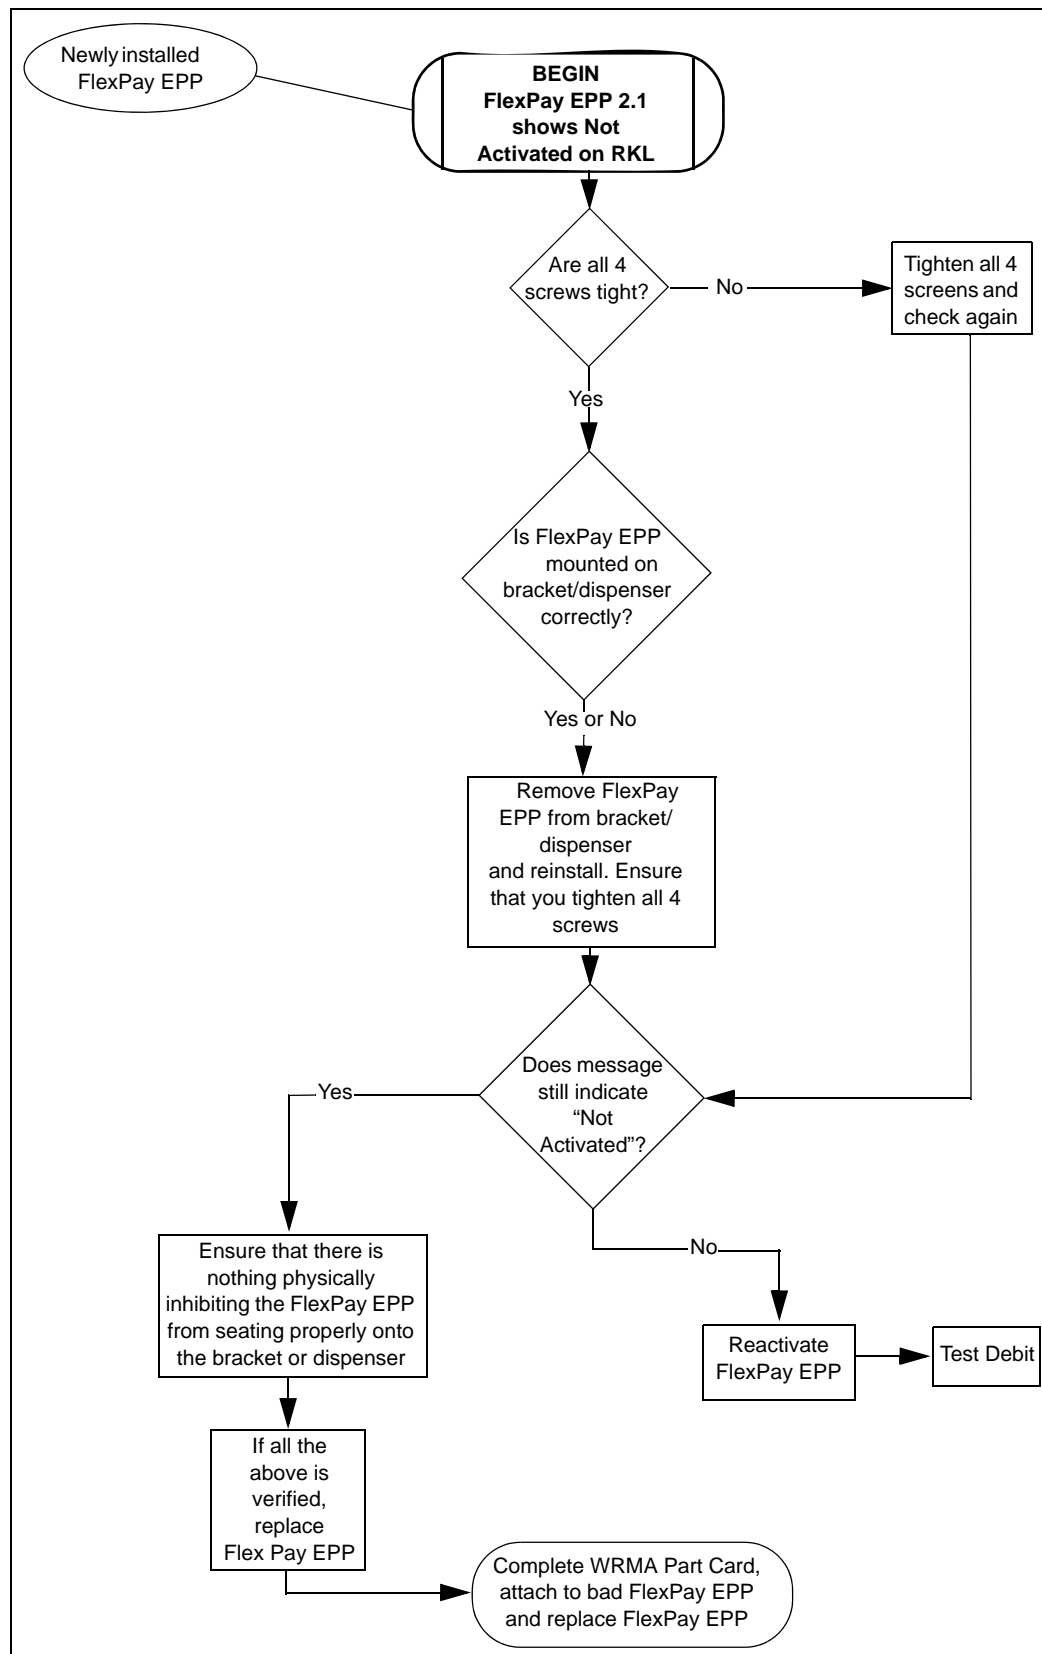 Newly installed
FlexPay EPP
BEGIN
FlexPay EPP 2.1
shows Not
Activated on RKL
Are all 4
screws tight?
No
Tighten all 4
screens and
check again
Yes
Is FlexPay EPP
mounted on
bracket/dispenser
correctly?
Yes or No
Remove FlexPay
EPP from bracket/
dispenser
and reinstall. Ensure
that you tighten all 4
screws
Does message
still indicate
“Not
Activated”?
Yes
Ensure that there is
nothing physically
inhibiting the FlexPay EPP
from seating properly onto
the bracket or dispenser
No
Reactivate
FlexPay EPP
Test Debit
If all the
above is
verified,
replace
Flex Pay EPP
Complete WRMA Part Card,
attach to bad FlexPay EPP
and replace FlexPay EPP